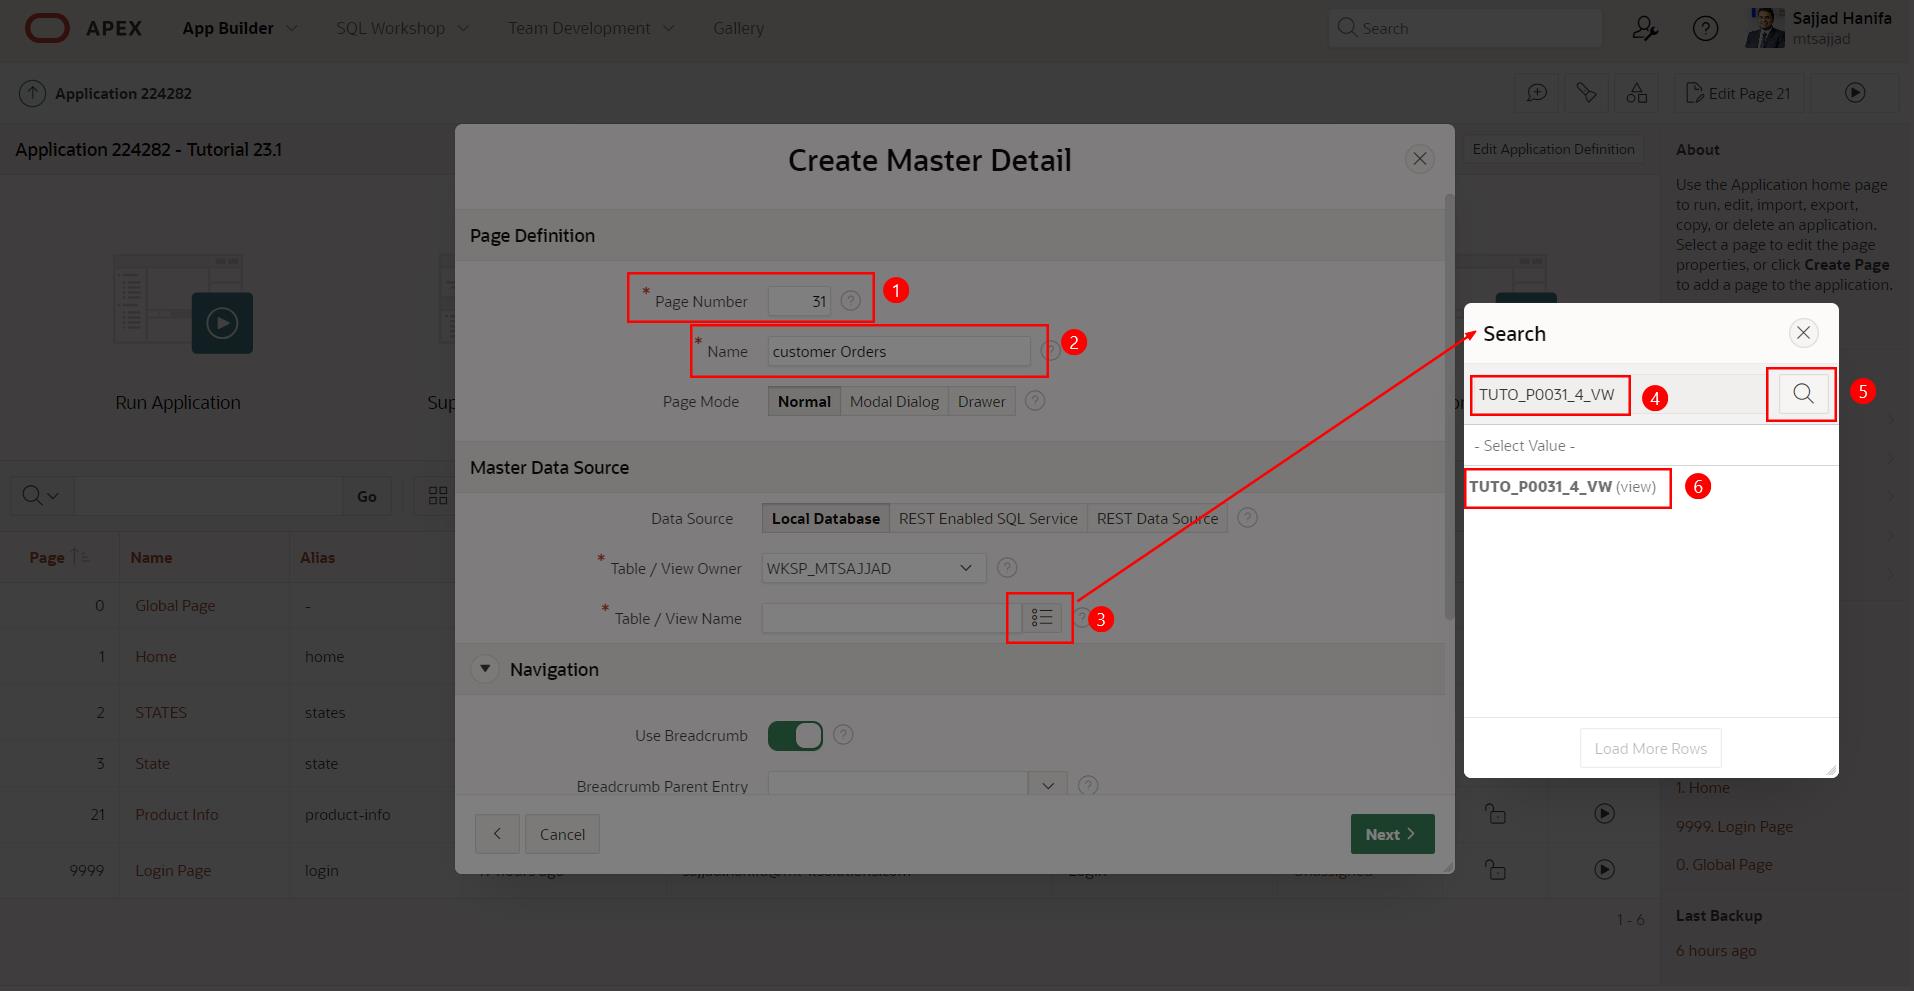 APEX
App Builder
SQL Workshop
Team Development
Gallery
Search
Sajjad Hanifa
mtsajjad
Application 224282
Edit Page 21
Application 224282 - Tutorial 23.1
Edit Application Definition
Run Application
Sup
Go
Page
Name
Alias
0
Global Page
-
1
Home
home
2
STATES
states
3
State
state
21
Product Info
product-info
9999
Login Page
login
1 - 6
Create Master Detail
Page Definition
* Page Number
31
1
* Name
customer Orders
2
Page Mode
Normal
Modal Dialog
Drawer
Master Data Source
Data Source
Local Database
REST Enabled SQL Service
REST Data Source
* Table / View Owner
WKSP_MTSAJJAD
* Table / View Name
3
Navigation
Use Breadcrumb
Breadcrumb Parent Entry
Cancel
Next
About
Use the Application home page
to run, edit, import, export,
copy, or delete an application.
Select a page to edit the page
properties, or click Create Page
to add a page to the application.
Search
TUTO_P0031_4_VW
4
5
- Select Value -
TUTO_P0031_4_VW (view)
6
Load More Rows
1. Home
9999. Login Page
0. Global Page
Last Backup
6 hours ago